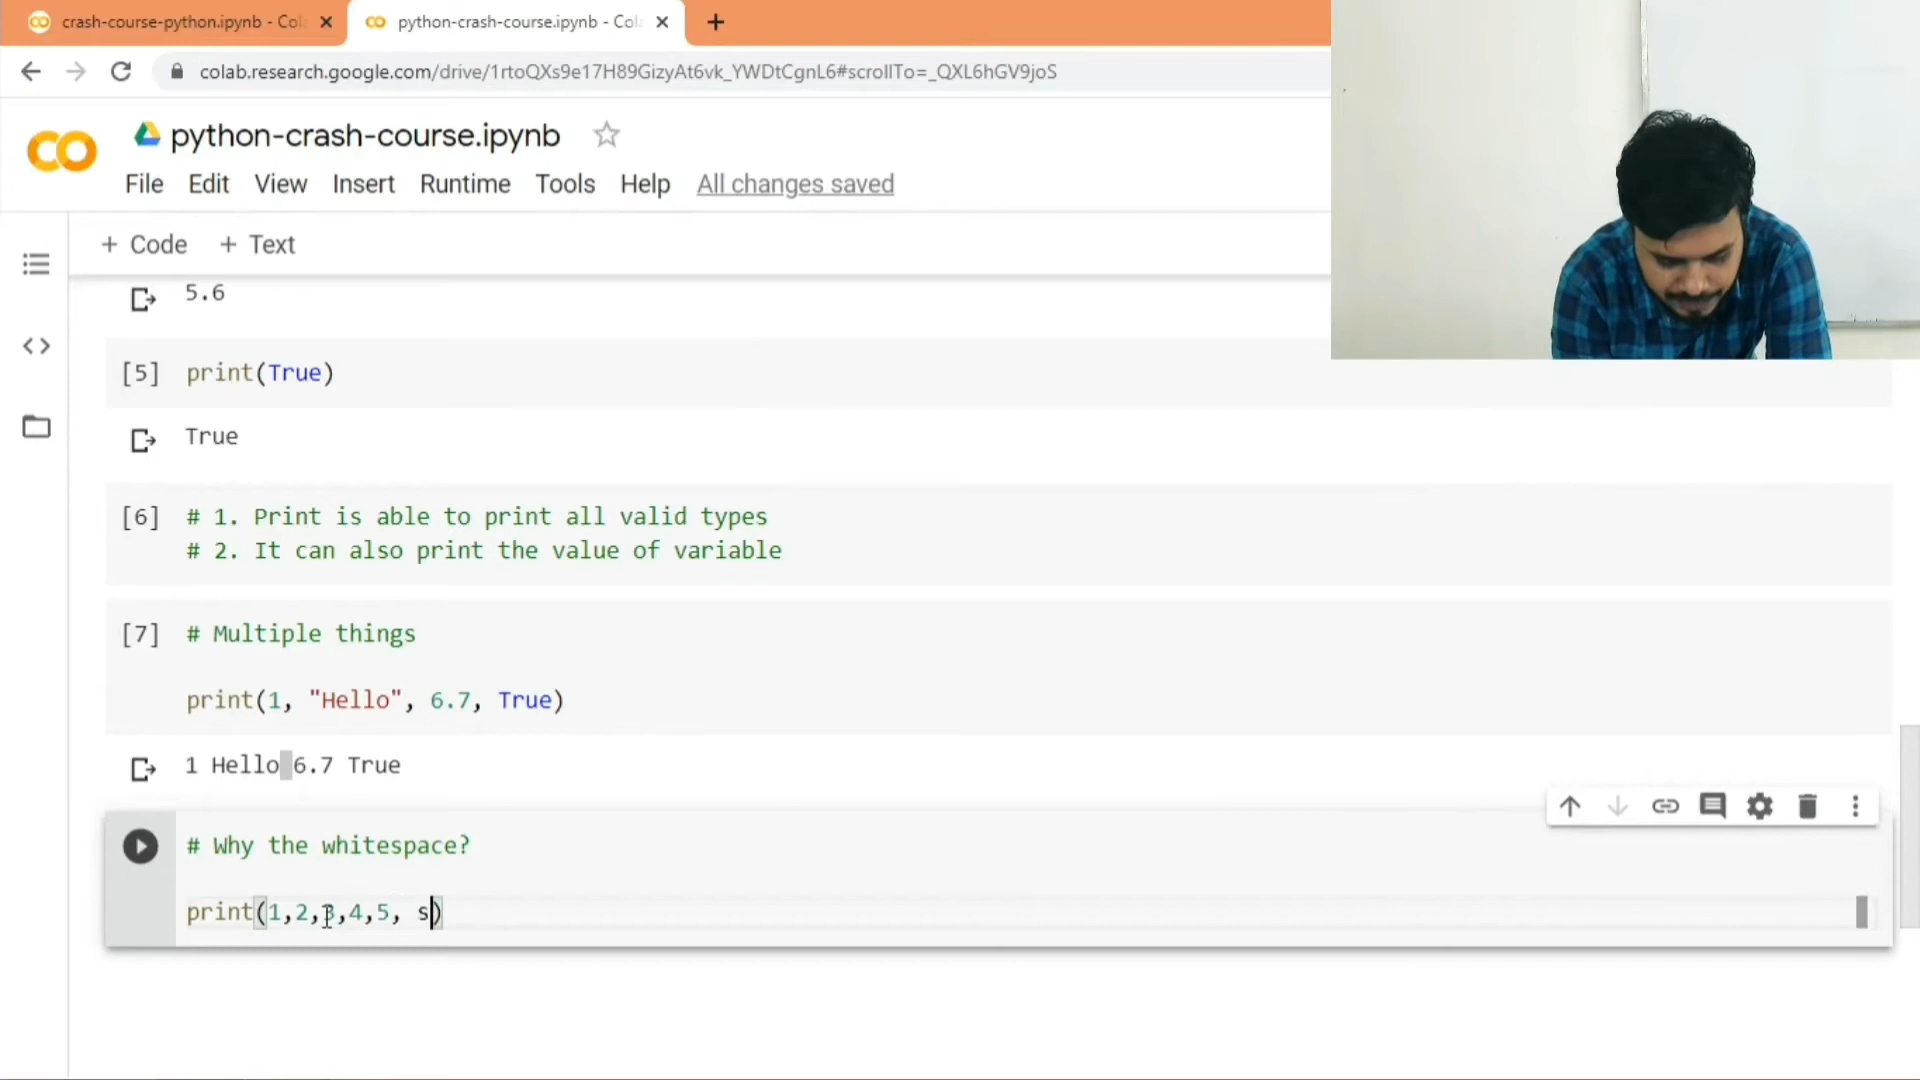 crash-course-python.ipynb - Col
python-crash-course.ipynb - Cola
colab.research.google.com/drive/1rtoQXs9e17H89GizyAt6vk_YWDtCgnL6#scrollTo=_QXL6hGV9joS
python-crash-course.ipynb
File Edit View Insert Runtime Tools Help All changes saved
+ Code + Text
5.6
[5] print(True)
True
[6] # 1. Print is able to print all valid types
# 2. It can also print the value of variable
[7] # Multiple things
print(1, "Hello", 6.7, True)
1 Hello 6.7 True
# Why the whitespace?
print(1,2,3,4,5, s)